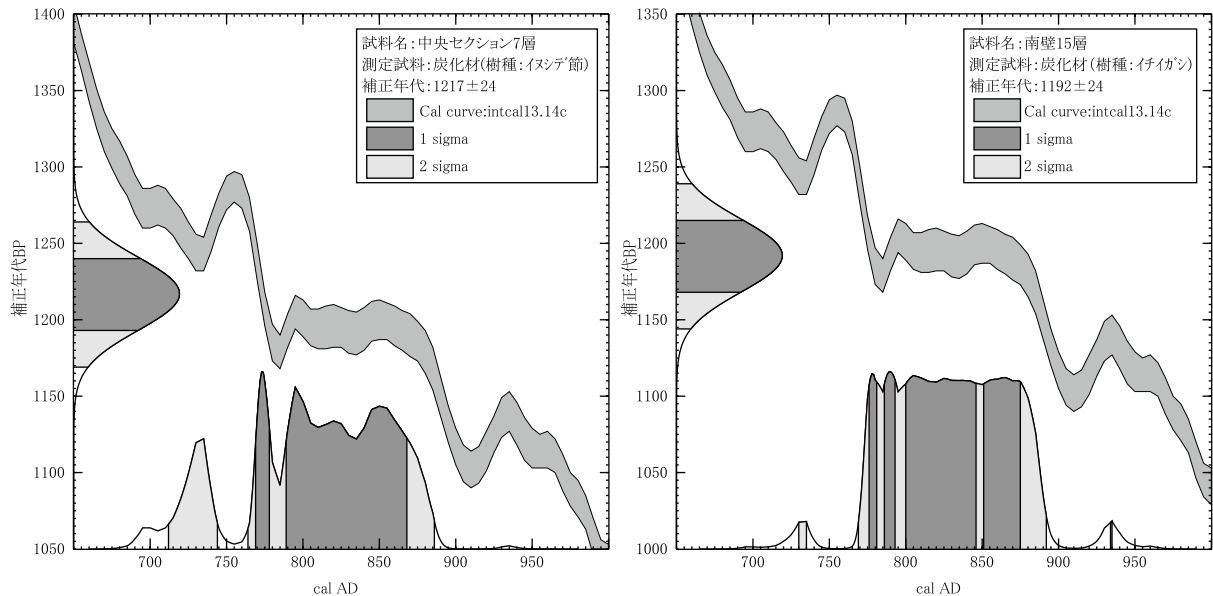 1400
1350
1300
1250
1200
1150
1100
1050
補正年代BP
700
750
800
850
900
950
cal AD
試料名:中央セクション7層
測定試料:炭化材(樹種:イヌシデ節)
補正年代:1217±24
Cal curve:intcal13.14c
1 sigma
2 sigma
1350
1300
1250
1200
1150
1100
1050
1000
補正年代BP
700
750
800
850
900
950
cal AD
試料名:南壁15層
測定試料:炭化材(樹種:イチイガシ)
補正年代:1192±24
Cal curve:intcal13.14c
1 sigma
2 sigma